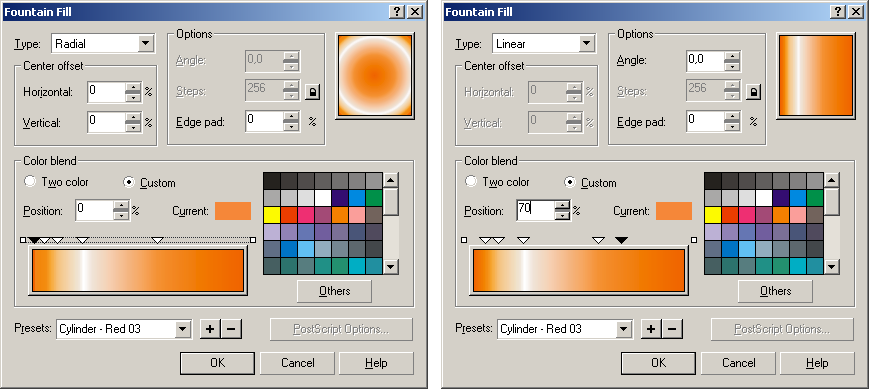 Fountain Fill
Type: Radial
Options
Angle: 0,0
Center offset
Horizontal: 0 %
Steps: 256
Vertical: 0 %
Edge pad: 0 %
Color blend
Two color Custom
Position: 0 % Current:
Others
Presets: Cylinder - Red 03 + − PostScript Options...
OK Cancel Help
Fountain Fill
Type: Linear
Options
Angle: 0,0
Center offset
Horizontal: 0 %
Steps: 256
Vertical: 0 %
Edge pad: 0 %
Color blend
Two color Custom
Position: 70 % Current:
Others
Presets: Cylinder - Red 03 + − PostScript Options...
OK Cancel Help